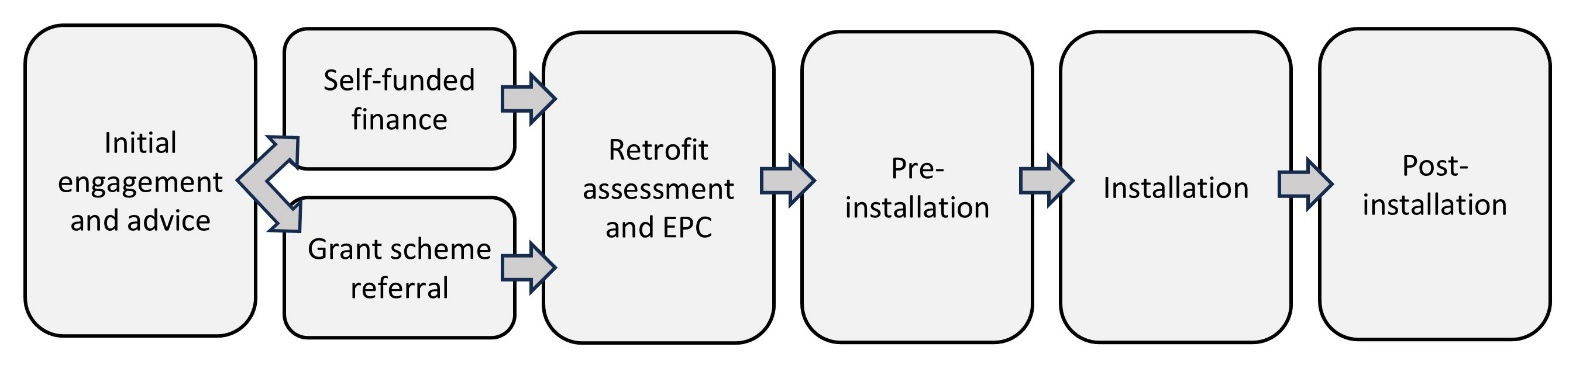 Initial
engagement
and advice
Self-funded
finance
Grant scheme
referral
Retrofit
assessment
and EPC
Pre-
installation
Installation
Post-
installation